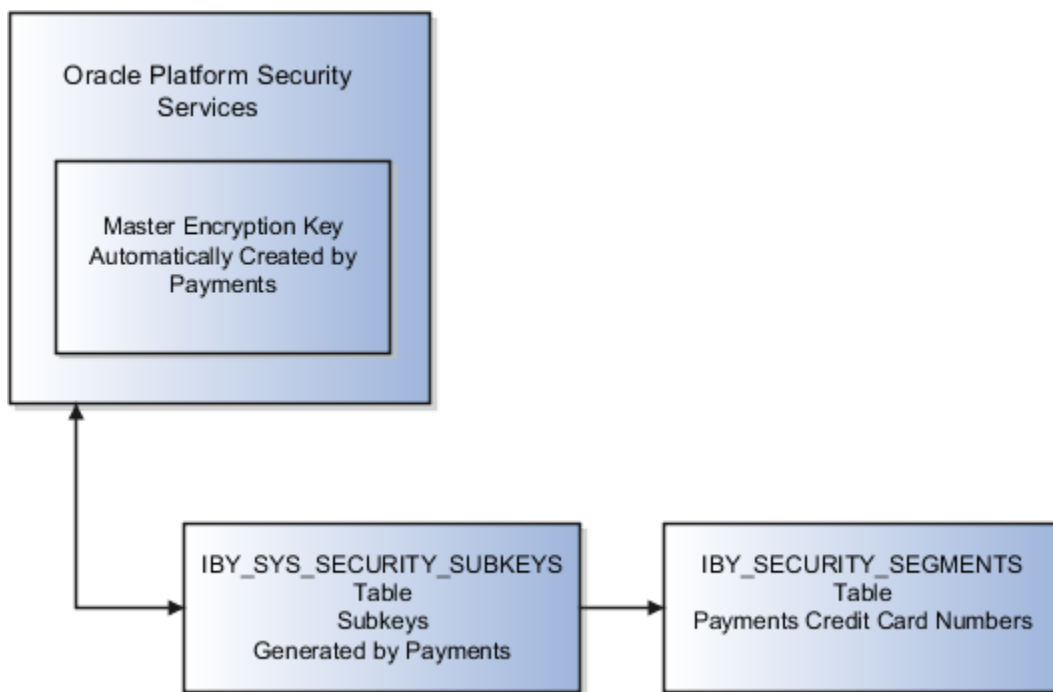 Oracle Platform Security
Services
Master Encryption Key
Automatically Created by
Payments
IBY_SYS_SECURITY_SUBKEYS
Table
Subkeys
Generated by Payments
IBY_SECURITY_SEGMENTS
Table
Payments Credit Card Numbers